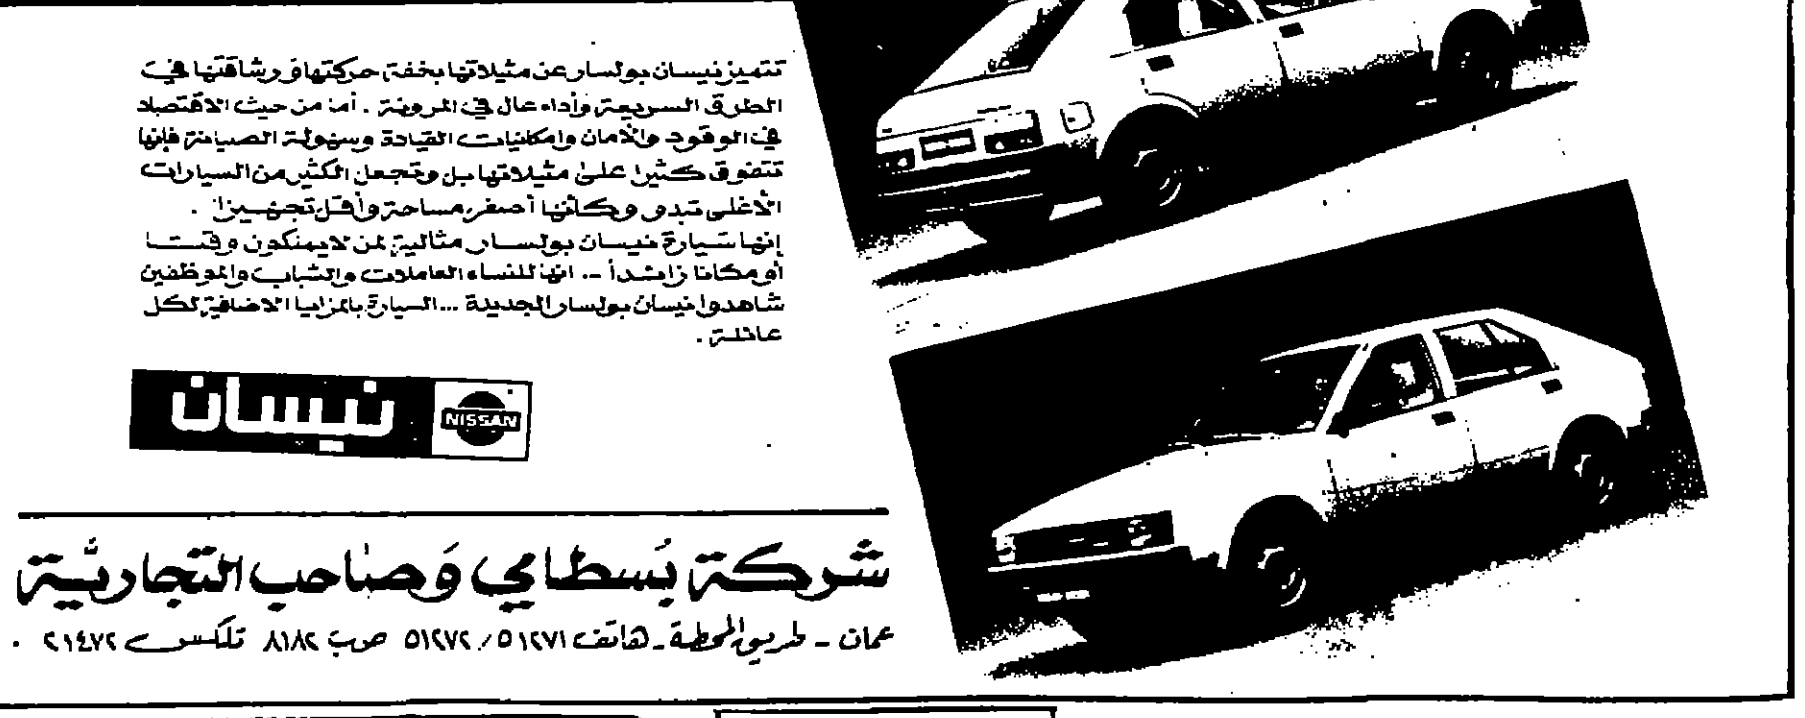 تتميز نيسان بولسار عن مثيلاتها بخفة حركتها ورشاقتها في
الطرق السريعة وأداء عال في المرونة . أما من حيث الاقتصاد
في الوقود والأمان وامكانيات القيادة وسهولة الصيانة فإنها
تتفوق كثيرا على مثيلاتها بل وتجعل الكثير من السيارات
الأغلى تبدو وكأنها أصغر مساحة وأقل تجهيزا .
إنها سيارة نيسان بولسار مثالية لمن لا يملكون وقتا
أو مكانا زائدا .. انها للنساء العاملات والشباب والموظفين
شاهدوا نيسان بولسار الجديدة ... السيارة بالمزايا الاضافية لكل
عائلة .
نيسان NISSAN
شركة بسطامي وصاحب التجارية
عمان - طريق المحطة - هاتف ٥١٢٧١ / ٥١٢٧٢ ص ب ٨١٨٢ تلكس ٢١٤٧٢ .